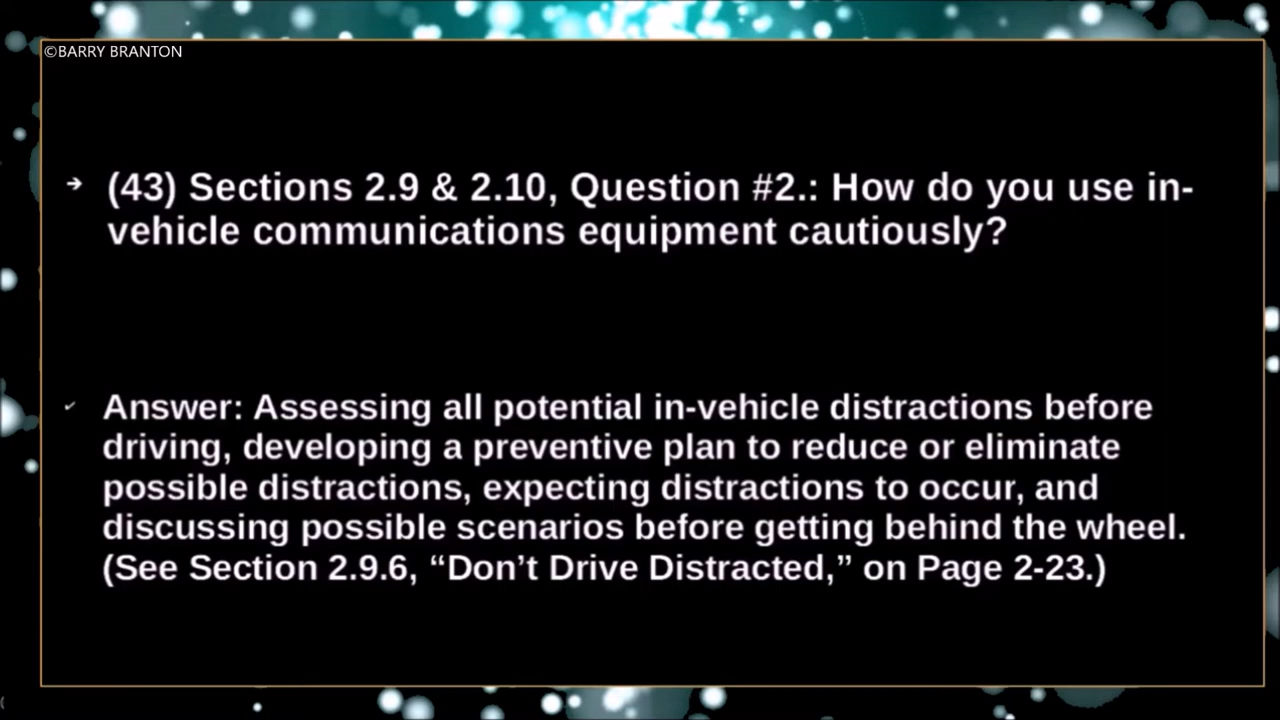 ©BARRY BRANTON
➔ (43) Sections 2.9 & 2.10, Question #2.: How do you use in-
vehicle communications equipment cautiously?
✓ Answer: Assessing all potential in-vehicle distractions before
driving, developing a preventive plan to reduce or eliminate
possible distractions, expecting distractions to occur, and
discussing possible scenarios before getting behind the wheel.
(See Section 2.9.6, “Don’t Drive Distracted,” on Page 2-23.)